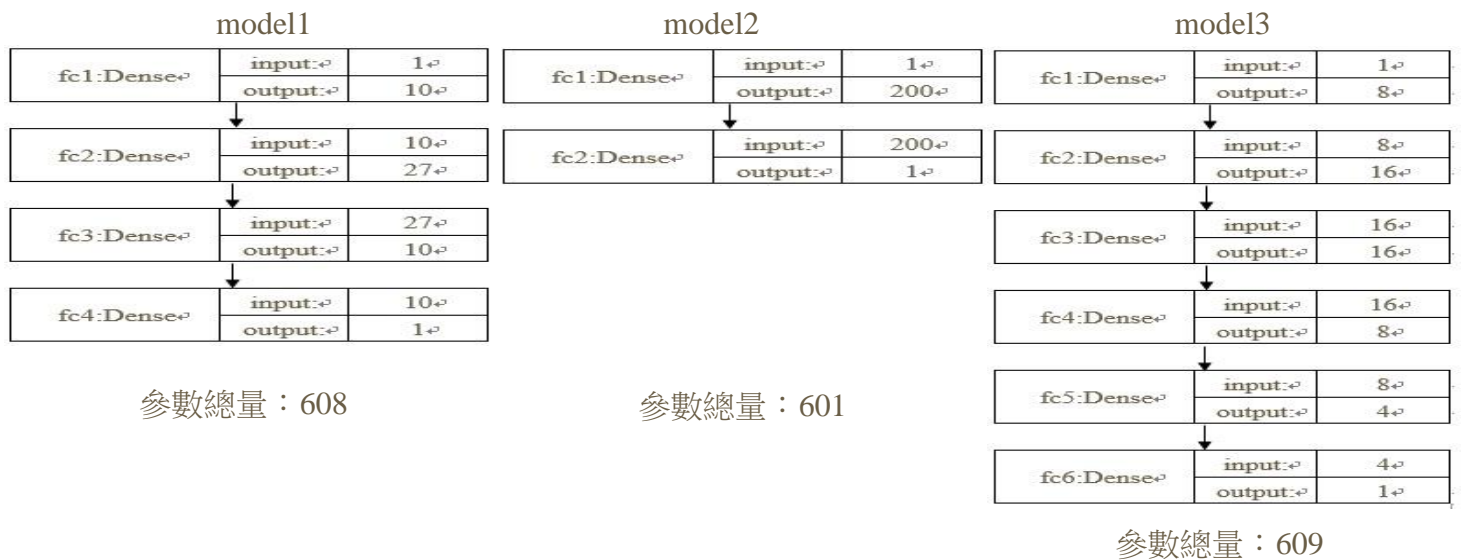 model1
fc1:Dense↵ input:↵ 1↵
output:↵ 10↵
fc2:Dense↵ input:↵ 10↵
output:↵ 27↵
fc3:Dense↵ input:↵ 27↵
output:↵ 10↵
fc4:Dense↵ input:↵ 10↵
output:↵ 1↵
參數總量：608
model2
fc1:Dense↵ input:↵ 1↵
output:↵ 200↵
fc2:Dense↵ input:↵ 200↵
output:↵ 1↵
參數總量：601
model3
fc1:Dense↵ input:↵ 1↵
output:↵ 8↵
fc2:Dense↵ input:↵ 8↵
output:↵ 16↵
fc3:Dense↵ input:↵ 16↵
output:↵ 16↵
fc4:Dense↵ input:↵ 16↵
output:↵ 8↵
fc5:Dense↵ input:↵ 8↵
output:↵ 4↵
fc6:Dense↵ input:↵ 4↵
output:↵ 1↵
參數總量：609